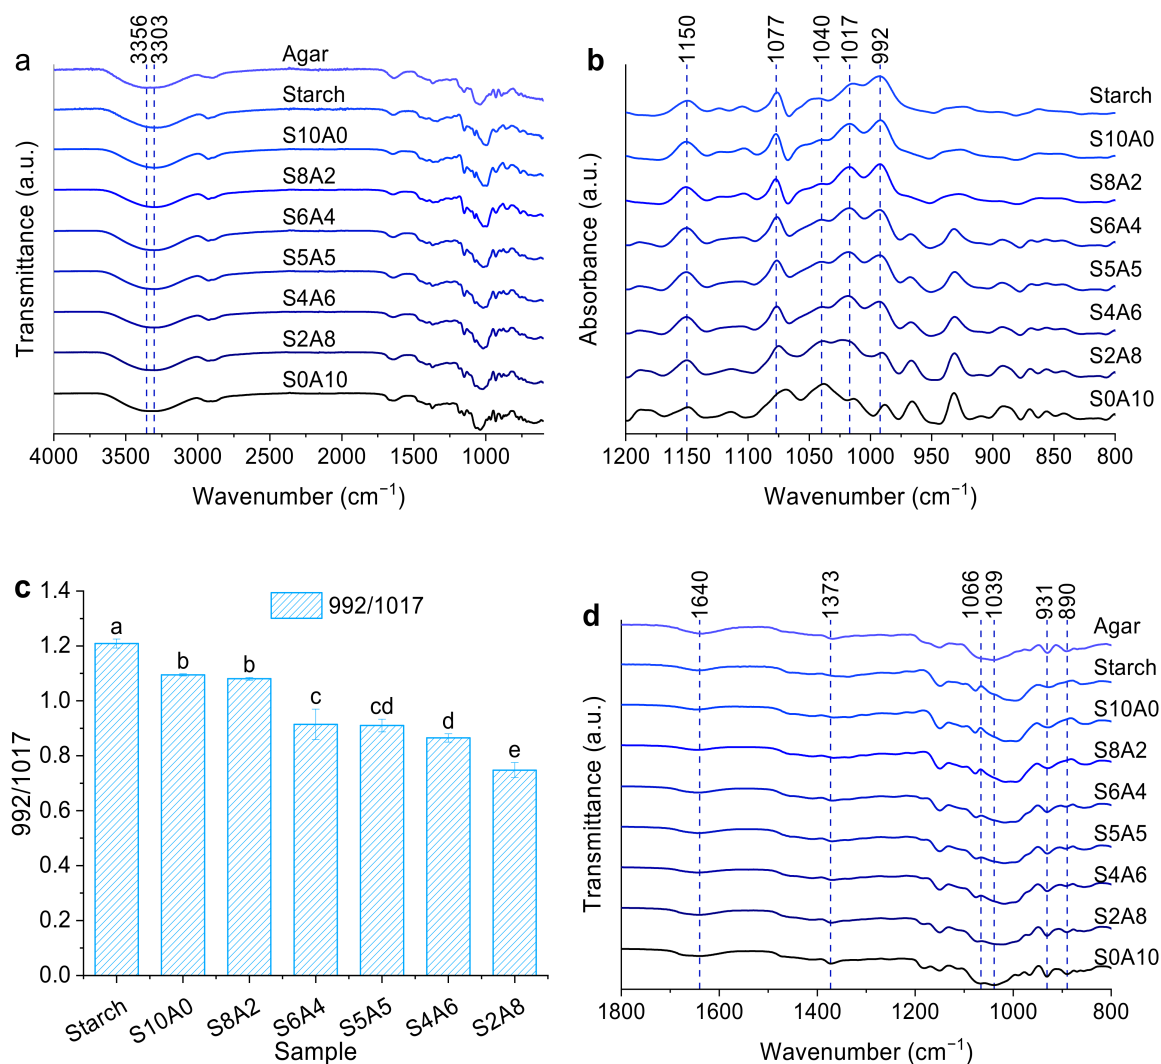 a
3356
3303
Agar
Starch
S10A0
S8A2
S6A4
S5A5
S4A6
S2A8
S0A10
Transmittance (a.u.)
4000 3500 3000 2500 2000 1500 1000
Wavenumber (cm⁻¹)
b
1150
1077
1040
1017
992
Starch
S10A0
S8A2
S6A4
S5A5
S4A6
S2A8
S0A10
Absorbance (a.u.)
1200 1150 1100 1050 1000 950 900 850 800
Wavenumber (cm⁻¹)
c
992/1017
1.4
1.2
1.0
0.8
0.6
0.4
0.2
0.0
992/1017
a
b
b
c
cd
d
e
Starch S10A0 S8A2 S6A4 S5A5 S4A6 S2A8
Sample
d
1640
1373
1066
1039
931
890
Agar
Starch
S10A0
S8A2
S6A4
S5A5
S4A6
S2A8
S0A10
Transmittance (a.u.)
1800 1600 1400 1200 1000 800
Wavenumber (cm⁻¹)